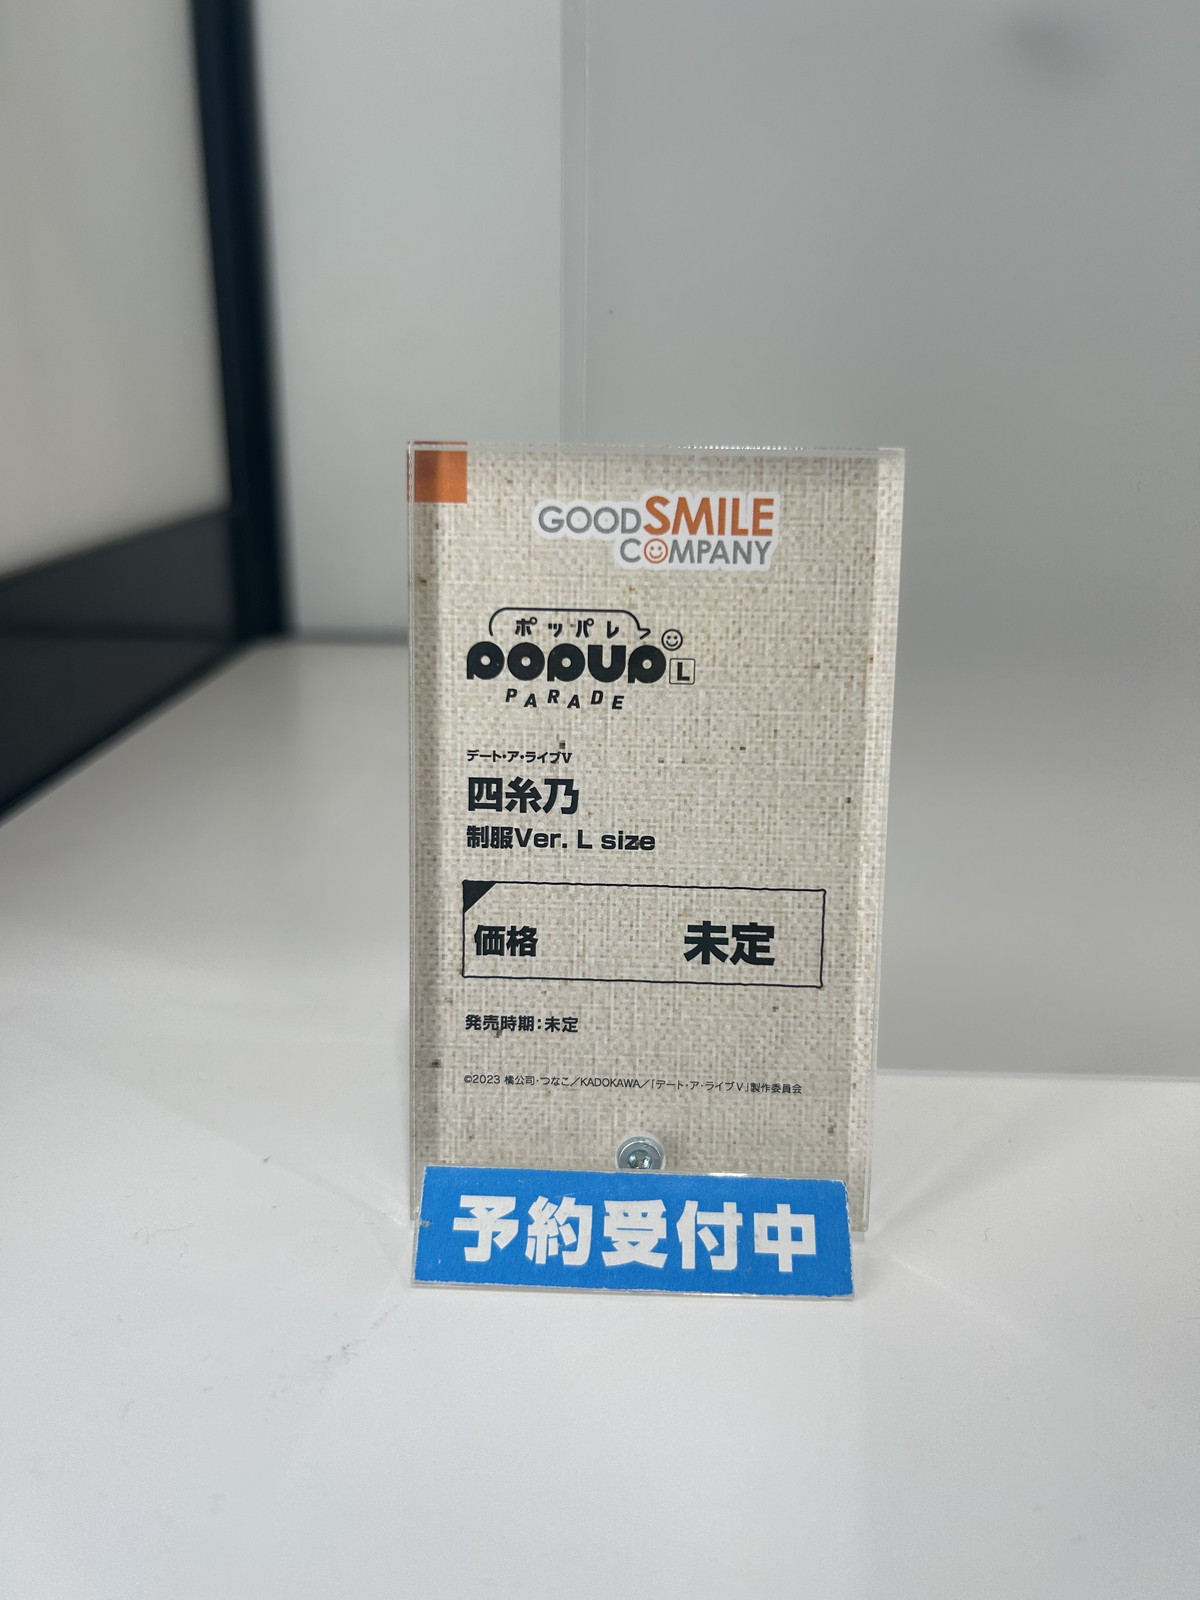 GOOD SMILE
COMPANY
ポッパレ
POPUP L
PARADE
デート・ア・ライブV
四糸乃
制服Ver. L size
価格 未定
発売時期：未定
©2023 橘公司・つなこ／KADOKAWA／「デート・ア・ライブV」製作委員会
予約受付中